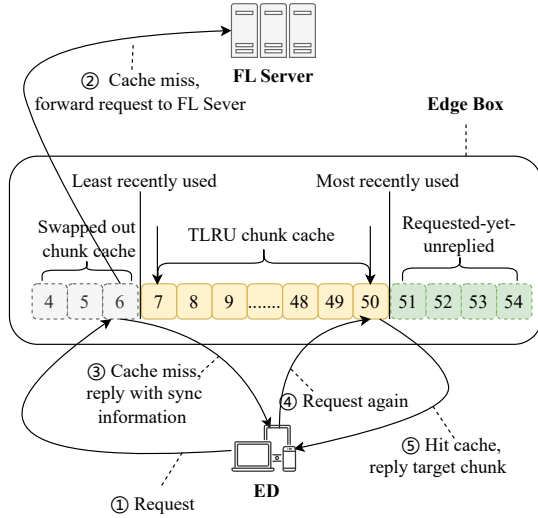 ② Cache miss,
forward request to FL Sever
FL Server
Edge Box
Least recently used
Most recently used
Swapped out
chunk cache
TLRU chunk cache
Requested-yet-
unreplied
4 5 6 7 8 9 ....... 48 49 50 51 52 53 54
③ Cache miss,
reply with sync
information
④ Request again
⑤ Hit cache,
reply target chunk
① Request
ED